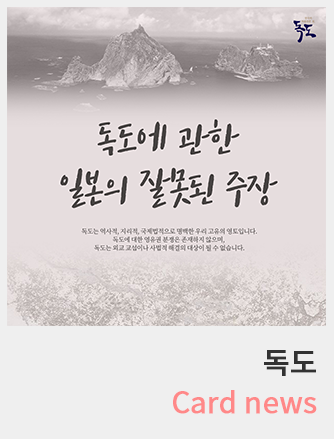 독도
독도에 관한
일본의 잘못된 주장
독도는 역사적, 지리적, 국제법적으로 명백한 우리 고유의 영토입니다.
독도에 대한 영유권 분쟁은 존재하지 않으며,
독도는 외교 교섭이나 사법적 해결의 대상이 될 수 없습니다.
독도
Card news